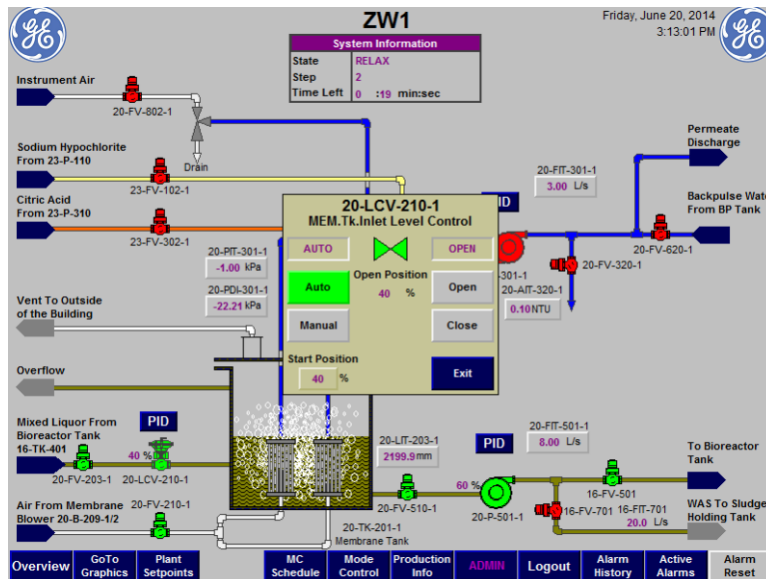 ZW1
Friday, June 20, 2014
3:13:01 PM
System Information
State RELAX
Step 2
Time Left 0 :19 min:sec
Instrument Air
20-FV-802-1
Drain
Sodium Hypochlorite
From 23-P-110
23-FV-102-1
Citric Acid
From 23-P-310
23-FV-302-1
Permeate
Discharge
20-FIT-301-1
3.00 L/s
PID
Backpulse Wate
From BP Tank
20-FV-620-1
20-FV-320-1
-301-1
20-AIT-320-1
0.10 NTU
20-PIT-301-1
-1.00 kPa
20-PDI-301-1
-22.21 kPa
20-LCV-210-1
MEM.Tk.Inlet Level Control
AUTO OPEN
Open Position
40 %
Auto Open
Manual Close
Start Position
40 %
Exit
Vent To Outside
of the Building
Overflow
Mixed Liquor From
Bioreactor Tank
16-TK-401
PID
40 %
20-FV-203-1 20-LCV-210-1
Air From Membrane
Blower 20-B-209-1/2
20-FV-210-1
20-LIT-203-1
2199.9 mm
20-FV-510-1
20-TK-201-1
Membrane Tank
PID
60 %
20-P-501-1
20-FIT-501-1
8.00 L/s
16-FV-501
16-FV-701
16-FIT-701
20.0 L/s
To Bioreactor
Tank
WAS To Sludge
Holding Tank
Overview
GoTo
Graphics
Plant
Setpoints
MC
Schedule
Mode
Control
Production
Info
ADMIN
Logout
Alarm
History
Active
Alarms
Alarm
Reset